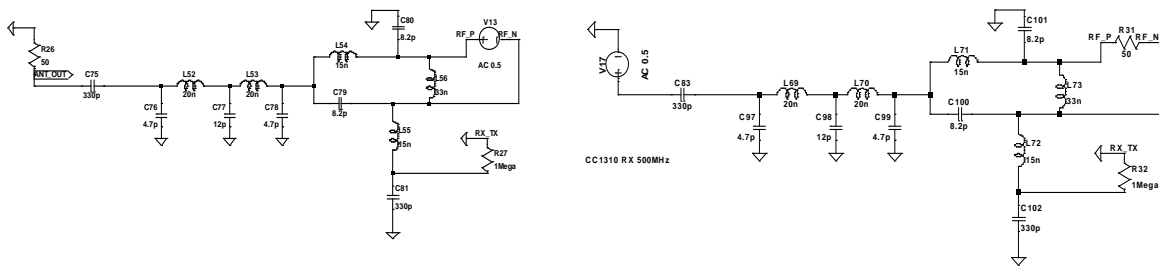 C80
8.2p
V13
RF_P
RF_N
AC 0.5
R26
50
ANT_OUT
L54
15n
C75
330p
L52
20n
L53
20n
L56
33n
C76
4.7p
C77
12p
C78
4.7p
C79
8.2p
L55
15n
RX_TX
R27
1Mega
C81
330p
V17
AC 0.5
C83
330p
L69
20n
L70
20n
C97
4.7p
C98
12p
C99
4.7p
CC1310 RX 500MHz
C101
8.2p
L71
15n
RF_P
R31
RF_N
50
L73
33n
C100
8.2p
L72
15n
RX_TX
R32
1Mega
C102
330p